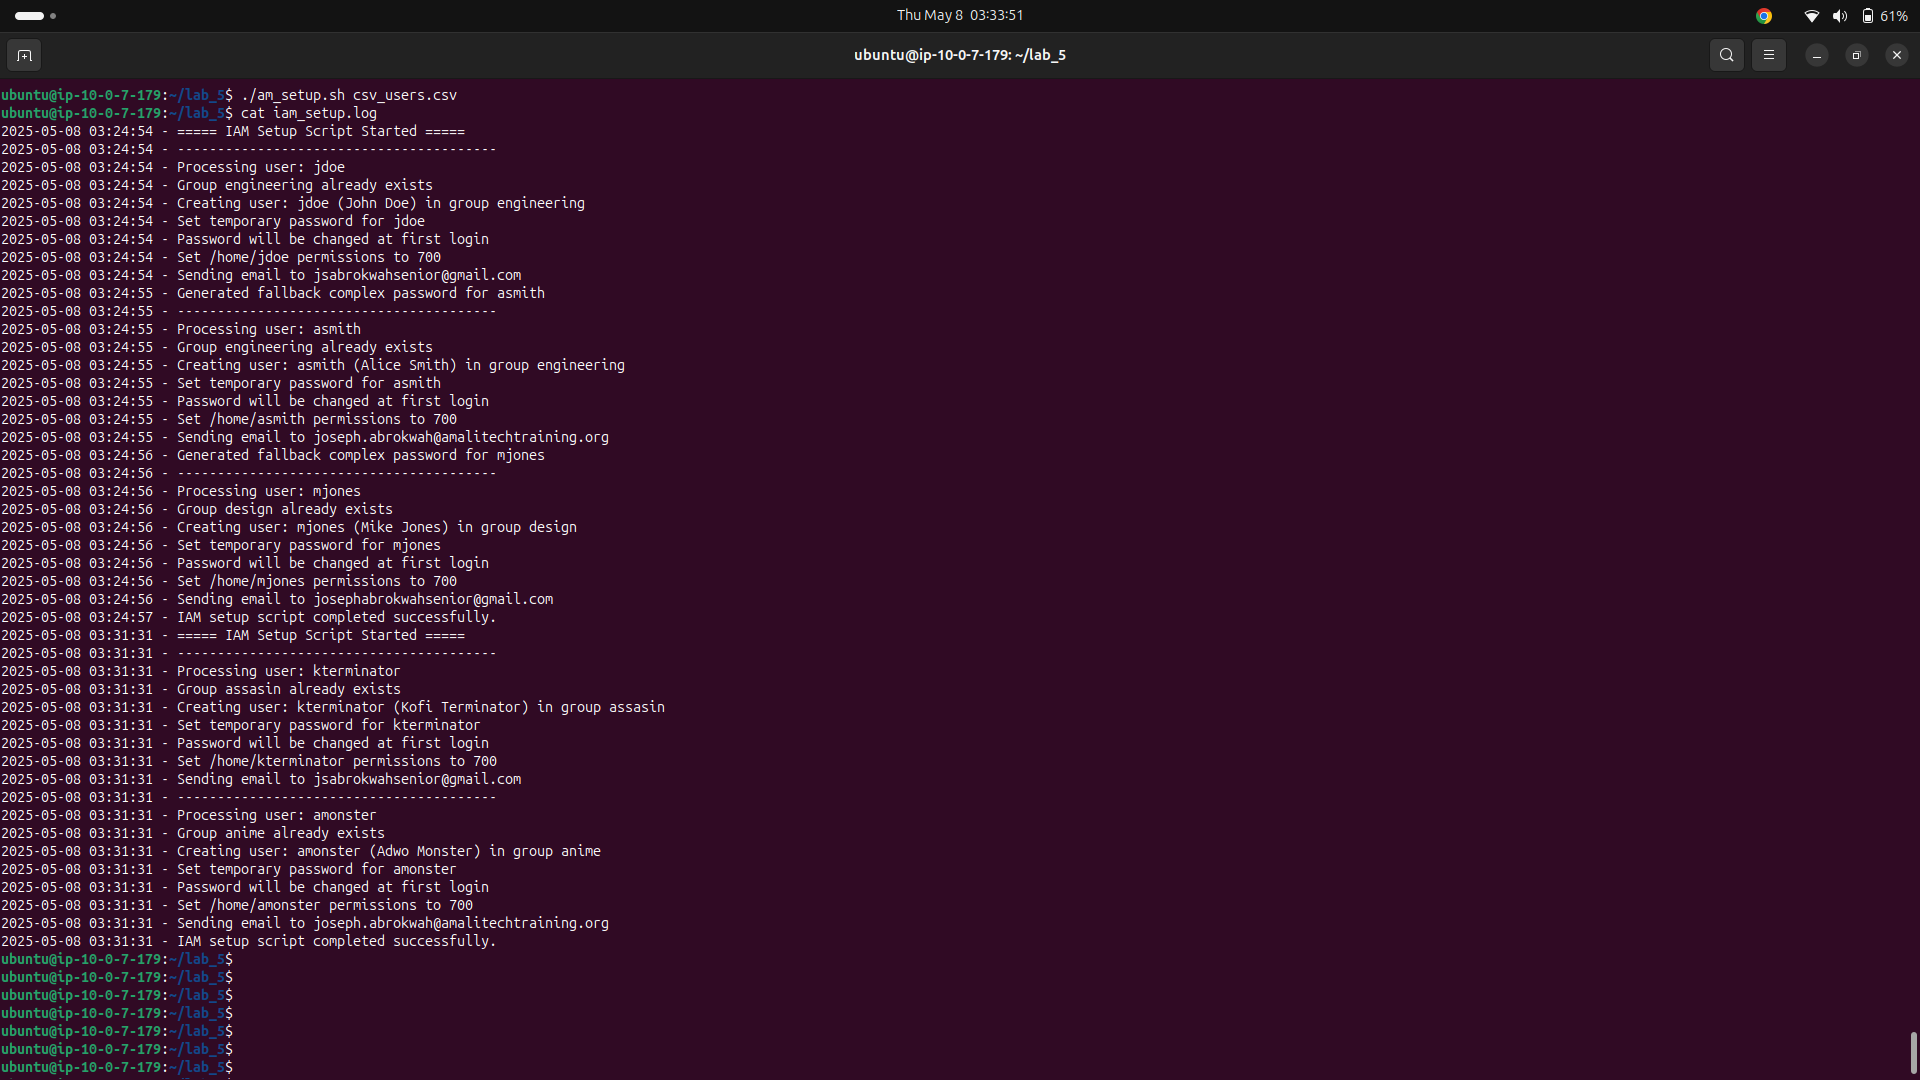 Thu May 8 03:33:51
61%
ubuntu@ip-10-0-7-179: ~/lab_5
ubuntu@ip-10-0-7-179:~/lab_5$ ./am_setup.sh csv_users.csv
ubuntu@ip-10-0-7-179:~/lab_5$ cat iam_setup.log
2025-05-08 03:24:54 - ===== IAM Setup Script Started =====
2025-05-08 03:24:54 - ----------------------------------------
2025-05-08 03:24:54 - Processing user: jdoe
2025-05-08 03:24:54 - Group engineering already exists
2025-05-08 03:24:54 - Creating user: jdoe (John Doe) in group engineering
2025-05-08 03:24:54 - Set temporary password for jdoe
2025-05-08 03:24:54 - Password will be changed at first login
2025-05-08 03:24:54 - Set /home/jdoe permissions to 700
2025-05-08 03:24:54 - Sending email to jsabrokwahsenior@gmail.com
2025-05-08 03:24:55 - Generated fallback complex password for asmith
2025-05-08 03:24:55 - ----------------------------------------
2025-05-08 03:24:55 - Processing user: asmith
2025-05-08 03:24:55 - Group engineering already exists
2025-05-08 03:24:55 - Creating user: asmith (Alice Smith) in group engineering
2025-05-08 03:24:55 - Set temporary password for asmith
2025-05-08 03:24:55 - Password will be changed at first login
2025-05-08 03:24:55 - Set /home/asmith permissions to 700
2025-05-08 03:24:55 - Sending email to joseph.abrokwah@amalitechtraining.org
2025-05-08 03:24:56 - Generated fallback complex password for mjones
2025-05-08 03:24:56 - ----------------------------------------
2025-05-08 03:24:56 - Processing user: mjones
2025-05-08 03:24:56 - Group design already exists
2025-05-08 03:24:56 - Creating user: mjones (Mike Jones) in group design
2025-05-08 03:24:56 - Set temporary password for mjones
2025-05-08 03:24:56 - Password will be changed at first login
2025-05-08 03:24:56 - Set /home/mjones permissions to 700
2025-05-08 03:24:56 - Sending email to josephabrokwahsenior@gmail.com
2025-05-08 03:24:57 - IAM setup script completed successfully.
2025-05-08 03:31:31 - ===== IAM Setup Script Started =====
2025-05-08 03:31:31 - ----------------------------------------
2025-05-08 03:31:31 - Processing user: kterminator
2025-05-08 03:31:31 - Group assasin already exists
2025-05-08 03:31:31 - Creating user: kterminator (Kofi Terminator) in group assasin
2025-05-08 03:31:31 - Set temporary password for kterminator
2025-05-08 03:31:31 - Password will be changed at first login
2025-05-08 03:31:31 - Set /home/kterminator permissions to 700
2025-05-08 03:31:31 - Sending email to jsabrokwahsenior@gmail.com
2025-05-08 03:31:31 - ----------------------------------------
2025-05-08 03:31:31 - Processing user: amonster
2025-05-08 03:31:31 - Group anime already exists
2025-05-08 03:31:31 - Creating user: amonster (Adwo Monster) in group anime
2025-05-08 03:31:31 - Set temporary password for amonster
2025-05-08 03:31:31 - Password will be changed at first login
2025-05-08 03:31:31 - Set /home/amonster permissions to 700
2025-05-08 03:31:31 - Sending email to joseph.abrokwah@amalitechtraining.org
2025-05-08 03:31:31 - IAM setup script completed successfully.
ubuntu@ip-10-0-7-179:~/lab_5$
ubuntu@ip-10-0-7-179:~/lab_5$
ubuntu@ip-10-0-7-179:~/lab_5$
ubuntu@ip-10-0-7-179:~/lab_5$
ubuntu@ip-10-0-7-179:~/lab_5$
ubuntu@ip-10-0-7-179:~/lab_5$
ubuntu@ip-10-0-7-179:~/lab_5$